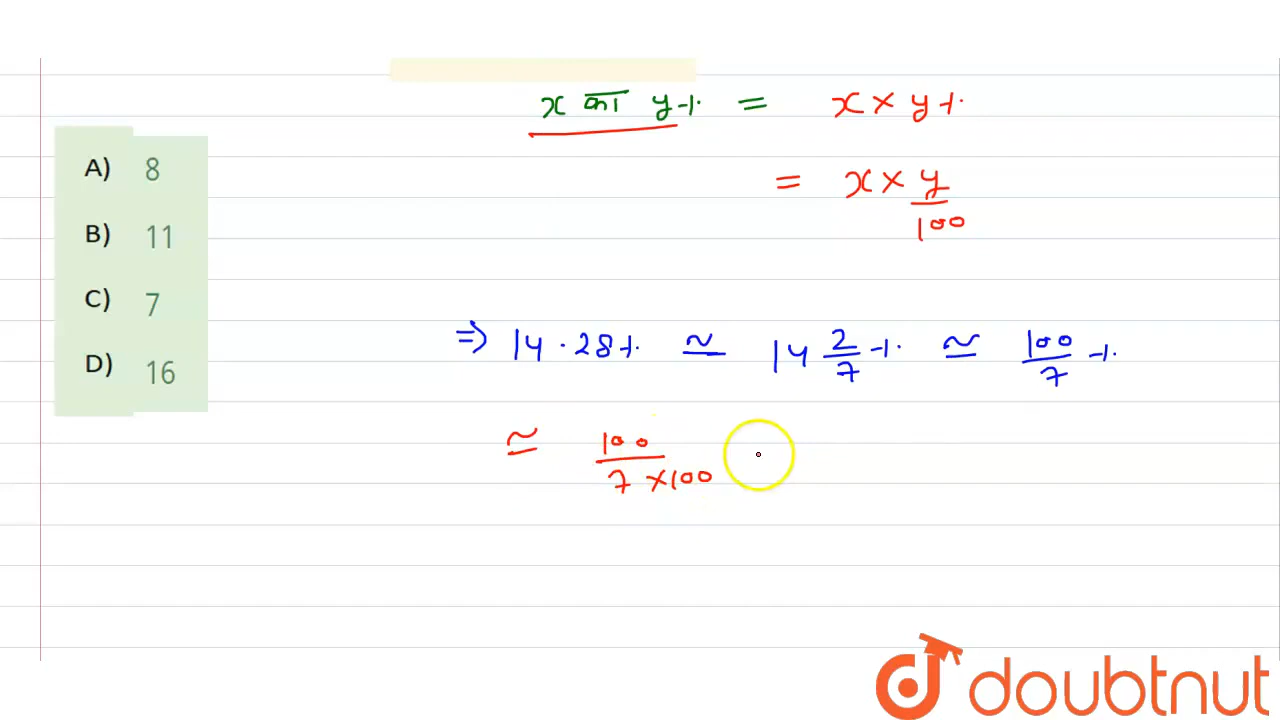 x का y% = x × y%
= x × y/100
A) 8
B) 11
C) 7
D) 16
⇒ 14.28% ≅ 14 2/7 % ≅ 100/7 %
≅ 100/7×100
doubtnut